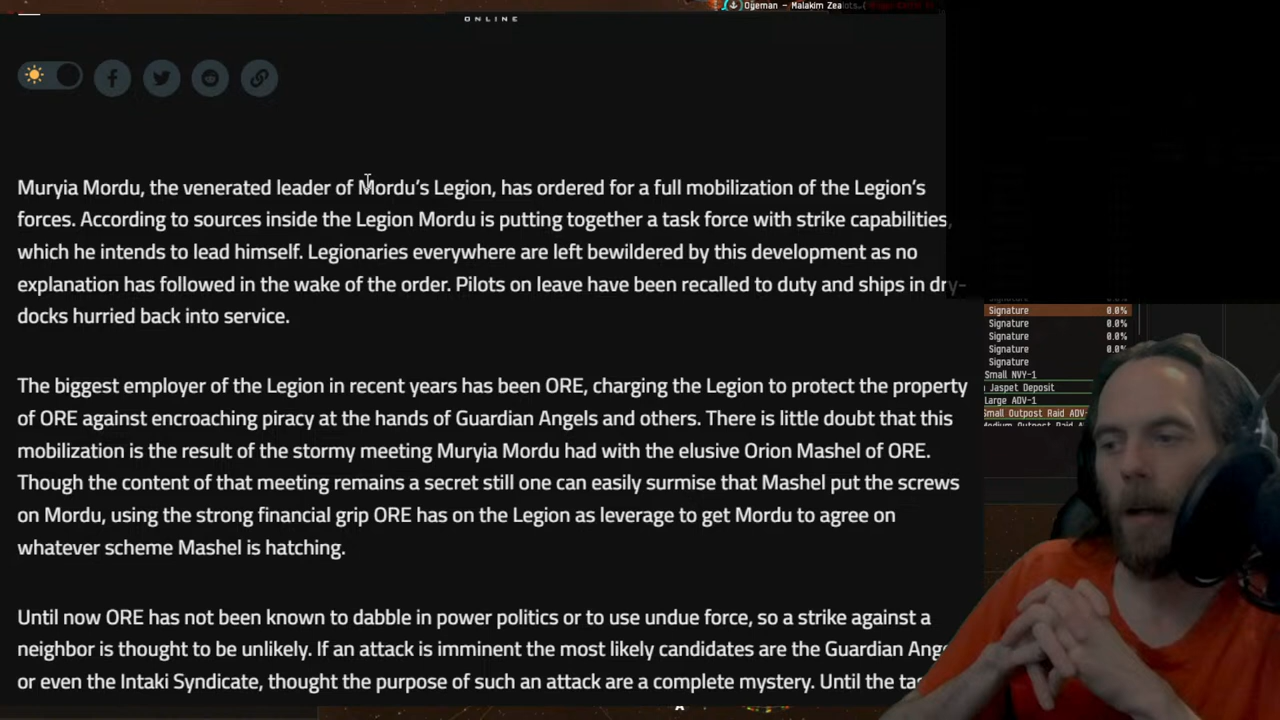 Ogeman - Malakim Zealots
ONLINE
Muryia Mordu, the venerated leader of Mordu's Legion, has ordered for a full mobilization of the Legion's
forces. According to sources inside the Legion Mordu is putting together a task force with strike capabilities,
which he intends to lead himself. Legionaries everywhere are left bewildered by this development as no
explanation has followed in the wake of the order. Pilots on leave have been recalled to duty and ships in dry-
docks hurried back into service.
The biggest employer of the Legion in recent years has been ORE, charging the Legion to protect the property
of ORE against encroaching piracy at the hands of Guardian Angels and others. There is little doubt that this
mobilization is the result of the stormy meeting Muryia Mordu had with the elusive Orion Mashel of ORE.
Though the content of that meeting remains a secret still one can easily surmise that Mashel put the screws
on Mordu, using the strong financial grip ORE has on the Legion as leverage to get Mordu to agree on
whatever scheme Mashel is hatching.
Until now ORE has not been known to dabble in power politics or to use undue force, so a strike against a
neighbor is thought to be unlikely. If an attack is imminent the most likely candidates are the Guardian Ange
or even the Intaki Syndicate, thought the purpose of such an attack are a complete mystery. Until the
Signature 0.0%
Signature 0.0%
Signature 0.0%
Signature 0.0%
Signature
Small NVY-1
Jaspet Deposit
Large ADV-1
Small Outpost Raid ADV-
Medium Outpost Raid